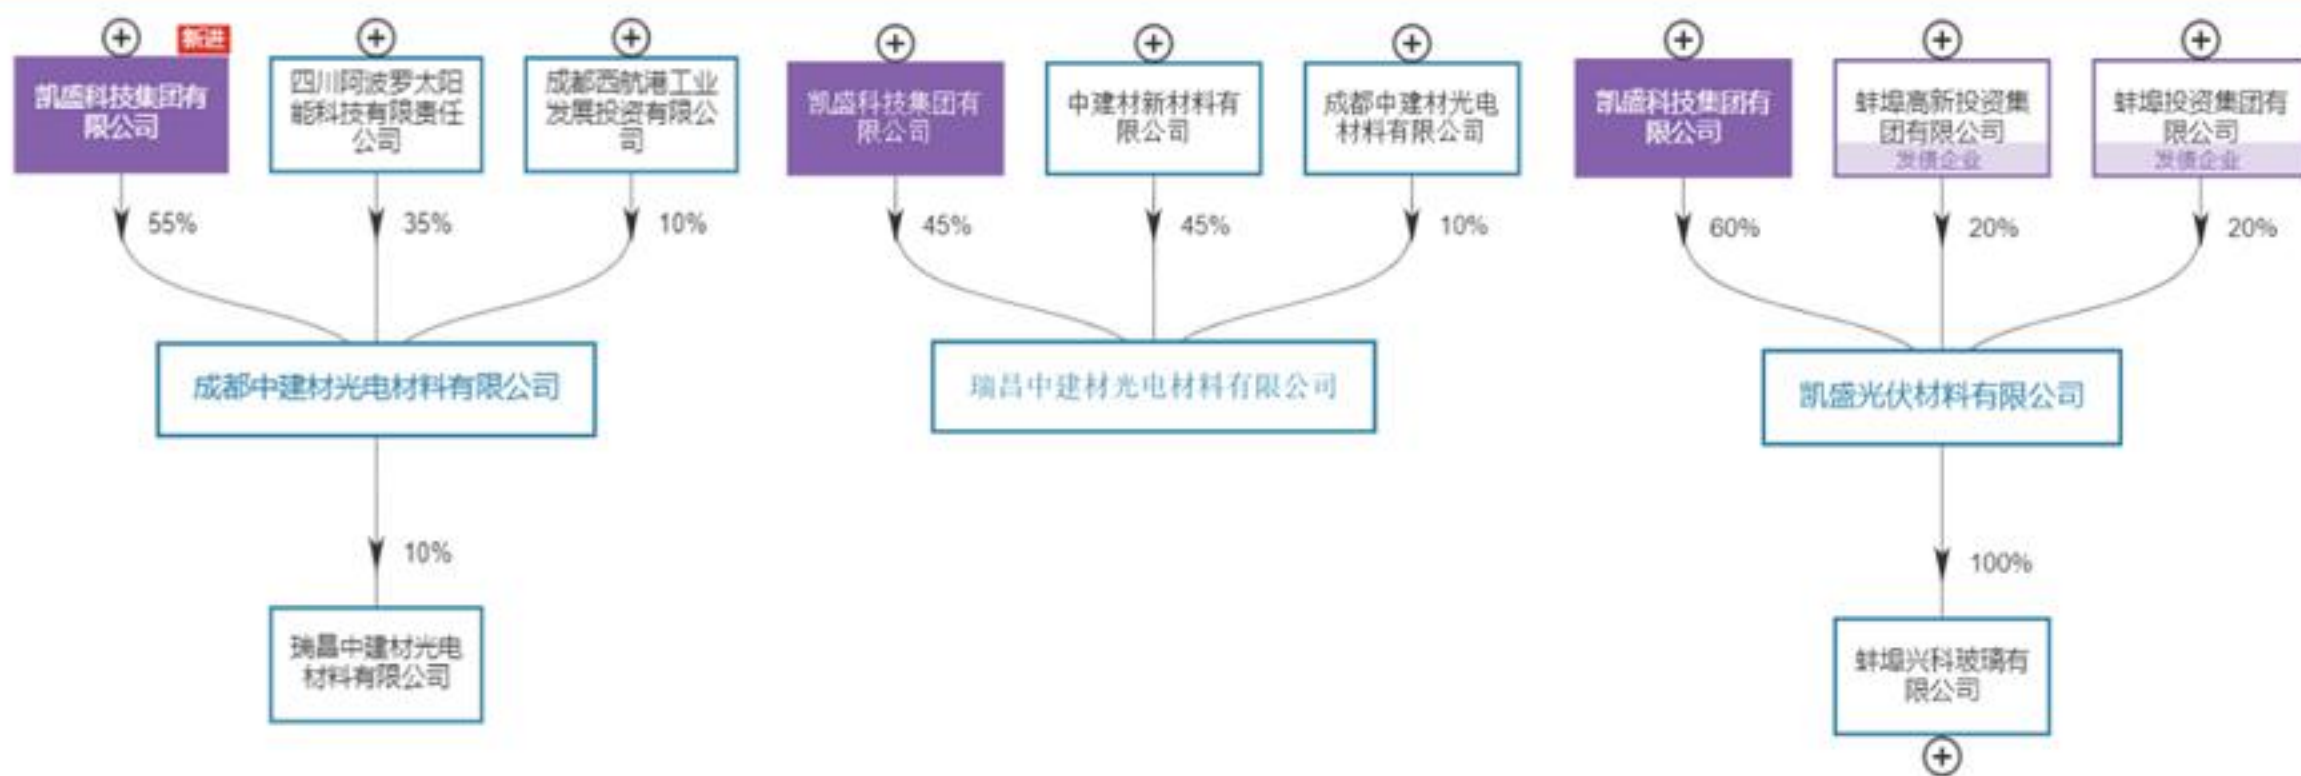 新进
凯盛科技集团有
限公司
四川阿波罗太阳
能科技有限责任
公司
成都西航港工业
发展投资有限公
司
55%
35%
10%
成都中建材光电材料有限公司
10%
瑞昌中建材光电
材料有限公司
凯盛科技集团有
限公司
中建材新材料有
限公司
成都中建材光电
材料有限公司
45%
45%
10%
瑞昌中建材光电材料有限公司
凯盛科技集团有
限公司
蚌埠高新投资集
团有限公司
发债企业
蚌埠投资集团有
限公司
发债企业
60%
20%
20%
凯盛光伏材料有限公司
100%
蚌埠兴科玻璃有
限公司